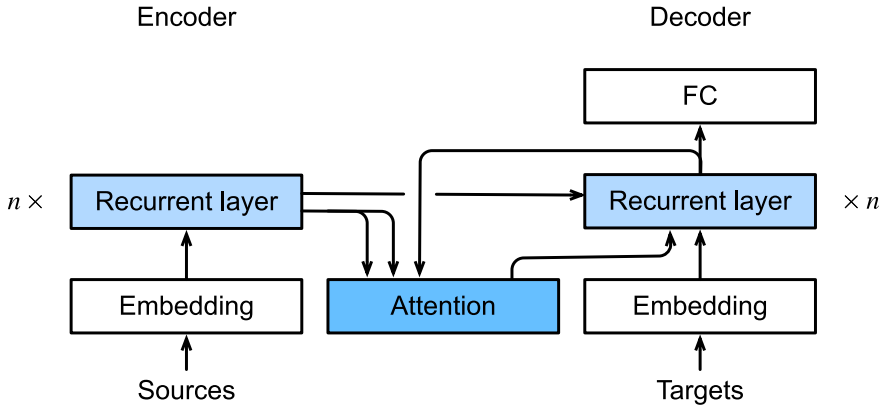 Encoder
Decoder
FC
n ×
Recurrent layer
Recurrent layer
× n
Embedding
Attention
Embedding
Sources
Targets